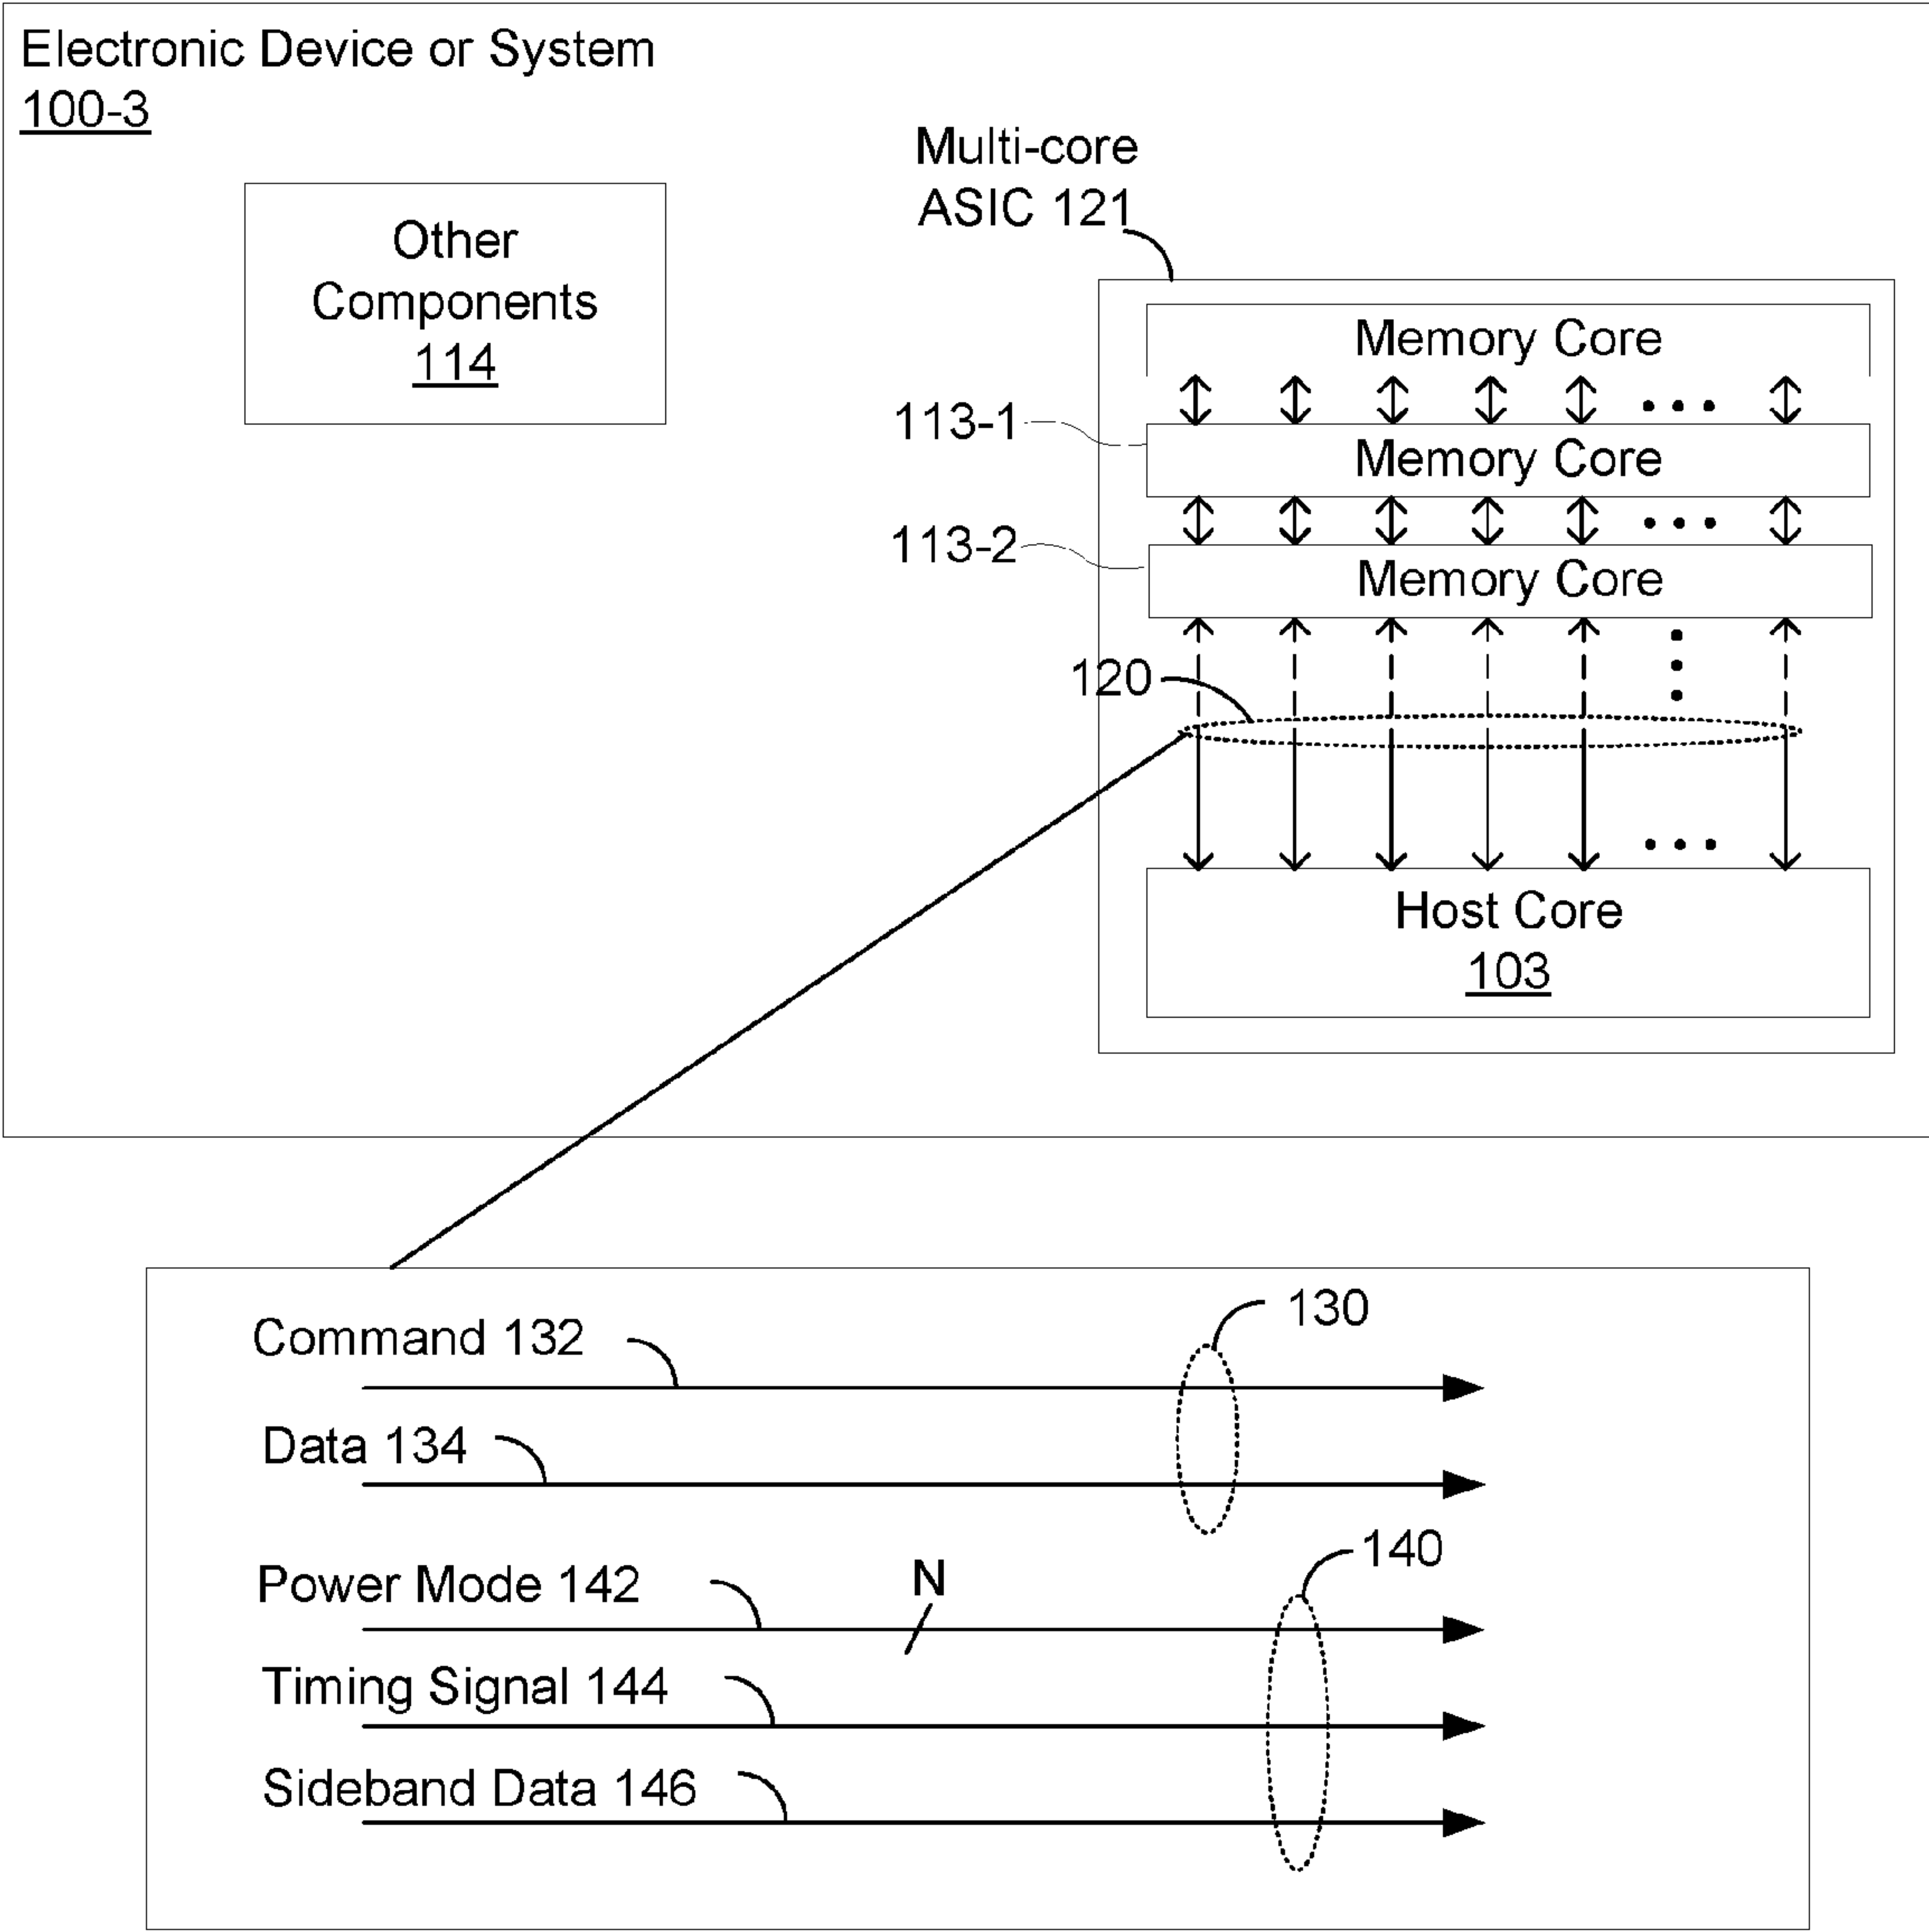 Electronic Device or System
100-3
Multi-core
ASIC 121
Other
Components
114
Memory Core
113-1
Memory Core
113-2
Memory Core
120
Host Core
103
130
Command 132
Data 134
140
N
Power Mode 142
Timing Signal 144
Sideband Data 146